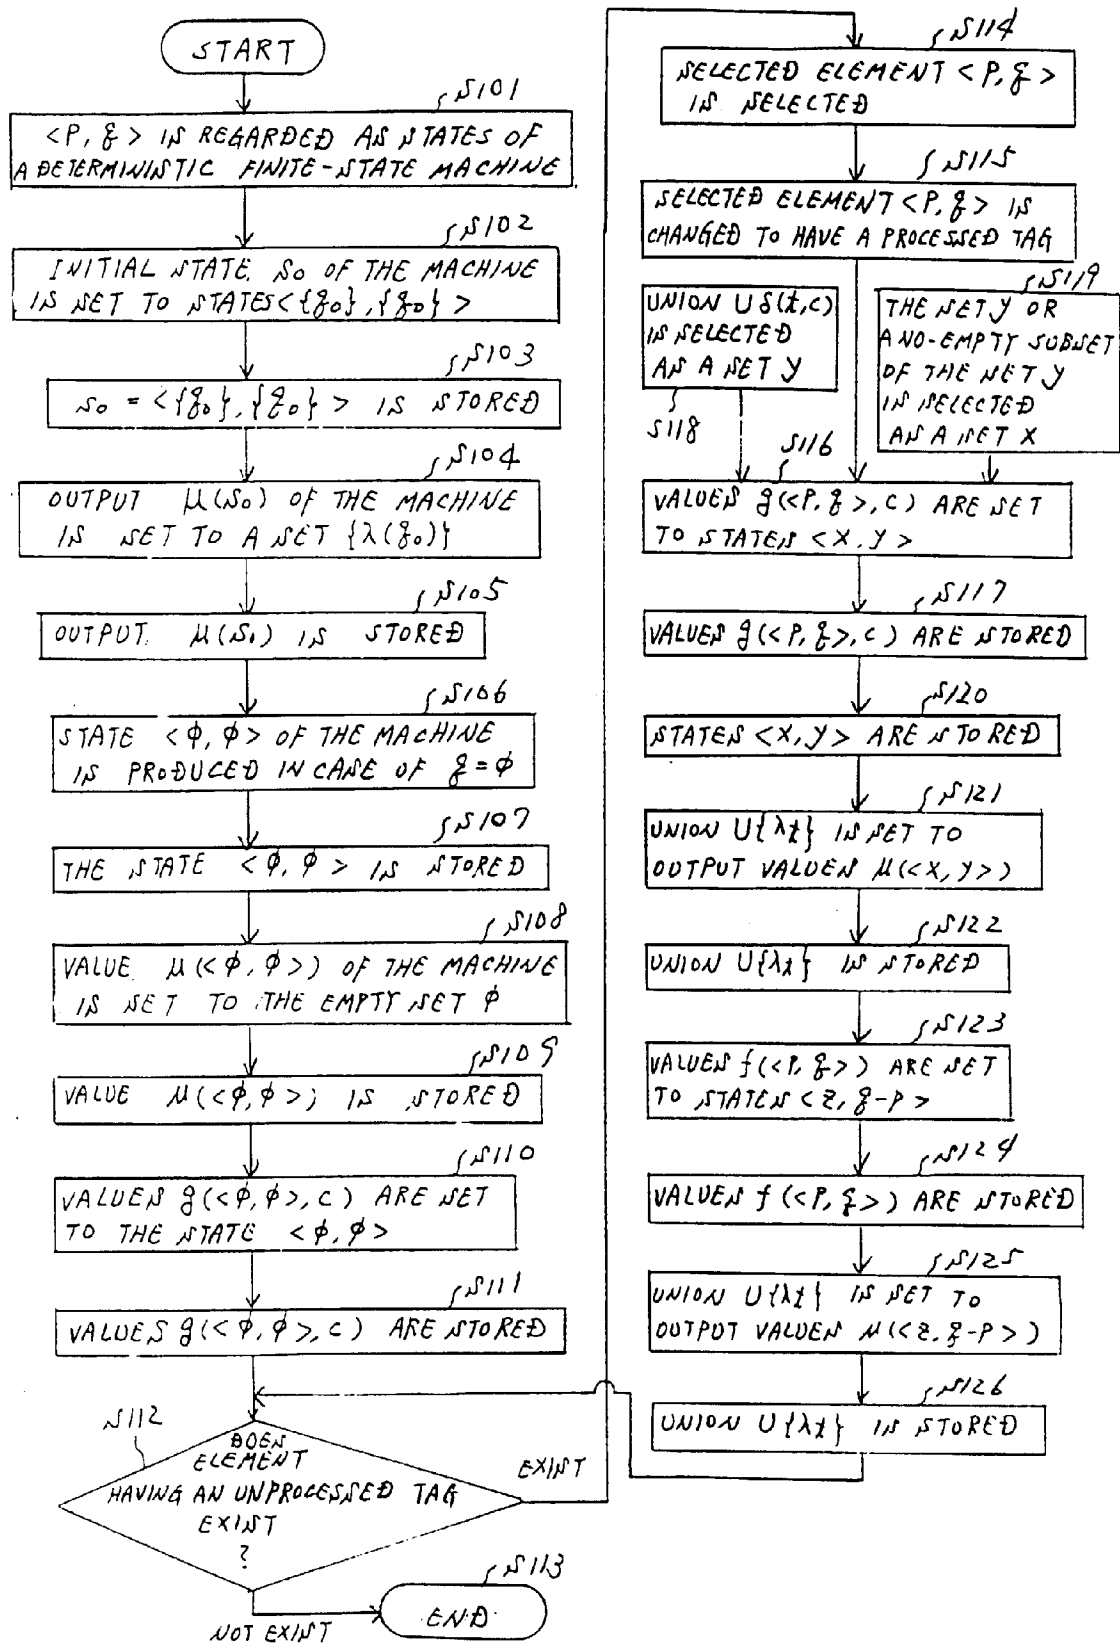 START
S101
<P, q> IS REGARDED AS STATES OF
A DETERMINISTIC FINITE-STATE MACHINE
S102
INITIAL STATE S0 OF THE MACHINE
IS SET TO STATES <{q0}, {q0}>
S103
S0 = <{q0}, {q0}> IS STORED
S104
OUTPUT μ(S0) OF THE MACHINE
IS SET TO A SET {λ(q0)}
S105
OUTPUT μ(S0) IS STORED
S106
STATE <φ, φ> OF THE MACHINE
IS PRODUCED IN CASE OF q=φ
S107
THE STATE <φ, φ> IS STORED
S108
VALUE μ(<φ, φ>) OF THE MACHINE
IS SET TO THE EMPTY SET φ
S109
VALUE μ(<φ, φ>) IS STORED
S110
VALUES g(<φ, φ>, C) ARE SET
TO THE STATE <φ, φ>
S111
VALUES g(<φ, φ>, C) ARE STORED
S112
DOES
ELEMENT
HAVING AN UNPROCESSED TAG
EXIST
?
EXIST
NOT EXIST
S113
END
S114
SELECTED ELEMENT <P, q>
IS SELECTED
S115
SELECTED ELEMENT <P, q> IS
CHANGED TO HAVE A PROCESSED TAG
UNION U δ(t, C)
IS SELECTED
AS A SET Y
S118
S119
THE SET Y OR
A NO-EMPTY SUBSET
OF THE SET Y
IS SELECTED
AS A SET X
S116
VALUES g(<P, q>, C) ARE SET
TO STATES <X, Y>
S117
VALUES g(<P, q>, C) ARE STORED
S120
STATES <X, Y> ARE STORED
S121
UNION U{λt} IS SET TO
OUTPUT VALUES μ(<X, Y>)
S122
UNION U{λt} IS STORED
S123
VALUES f(<P, q>) ARE SET
TO STATES <Z, q-P>
S124
VALUES f(<P, q>) ARE STORED
S125
UNION U{λt} IS SET TO
OUTPUT VALUES μ(<Z, q-P>)
S126
UNION U{λt} IS STORED